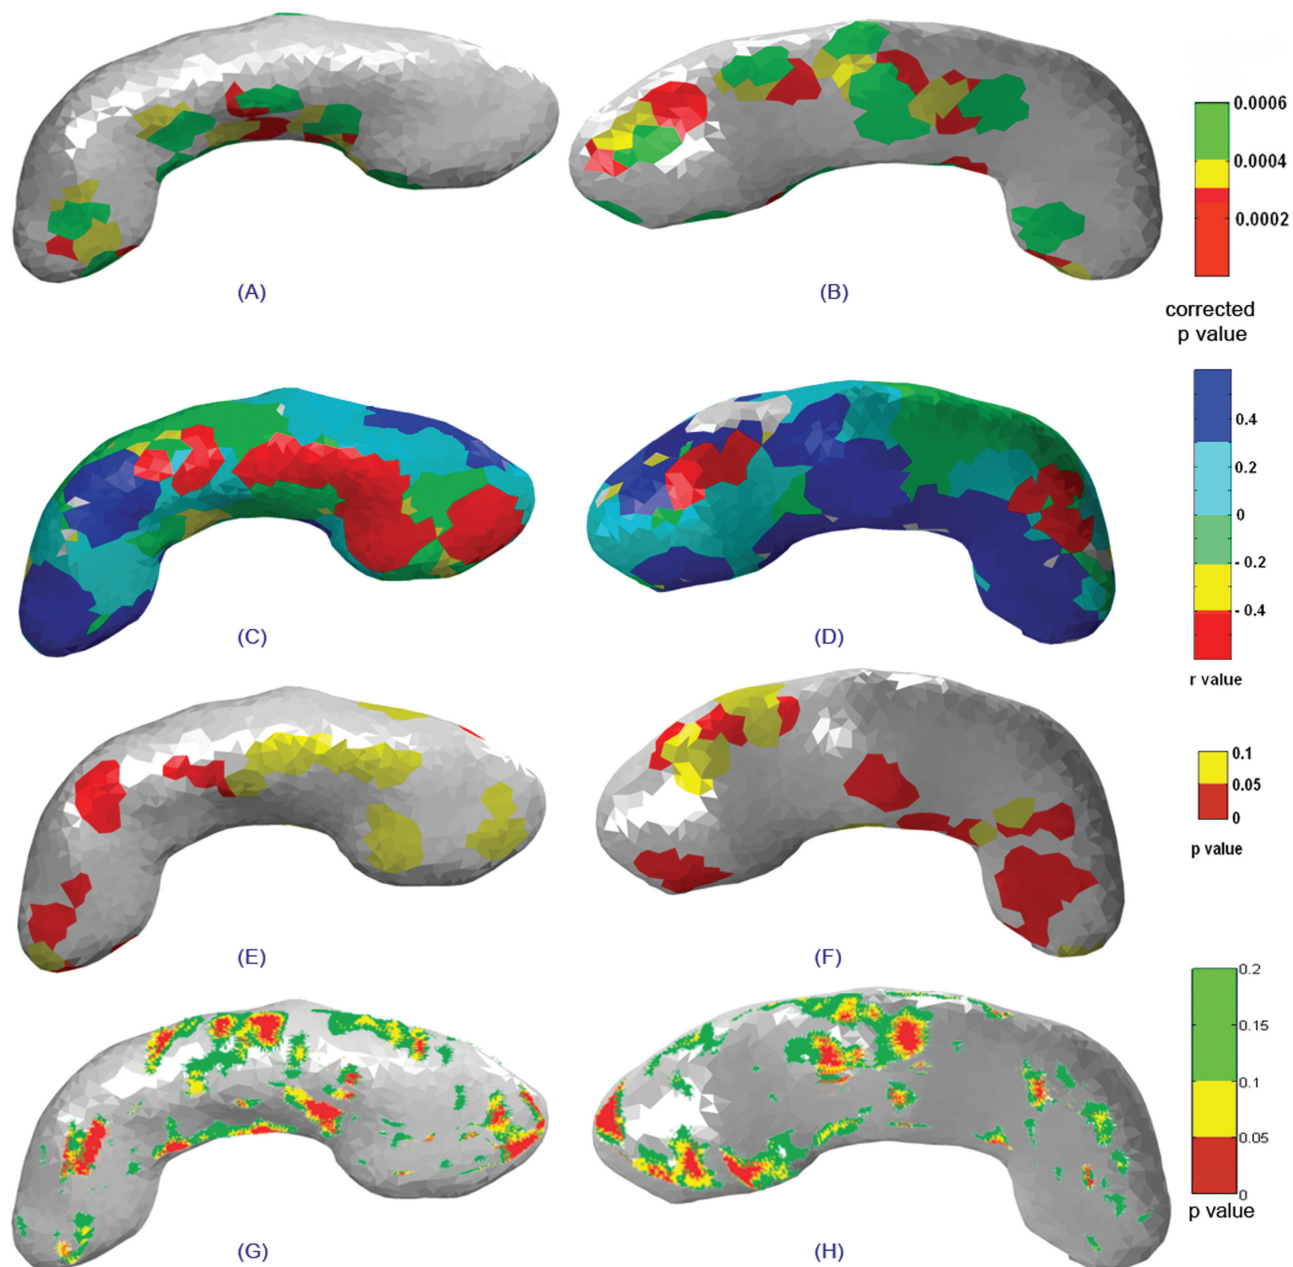 0.0006
0.0004
0.0002
(A)
(B)
corrected
p value
0.4
0.2
0
- 0.2
- 0.4
(C)
(D)
r value
0.1
0.05
0
p value
(E)
(F)
0.2
0.15
0.1
0.05
0
p value
(G)
(H)